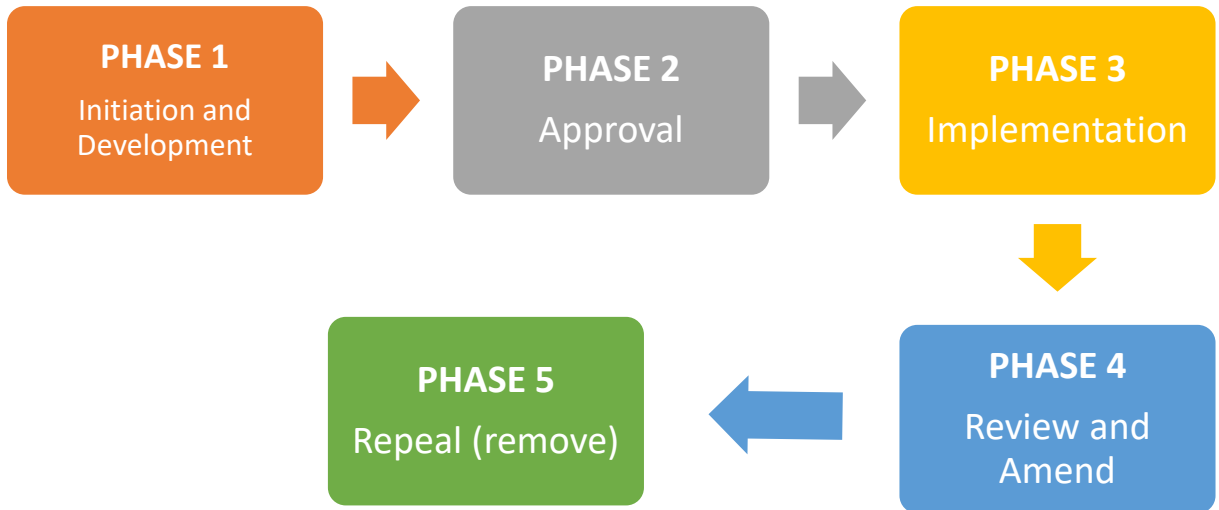 PHASE 1
Initiation and
Development
PHASE 2
Approval
PHASE 3
Implementation
PHASE 4
Review and
Amend
PHASE 5
Repeal (remove)